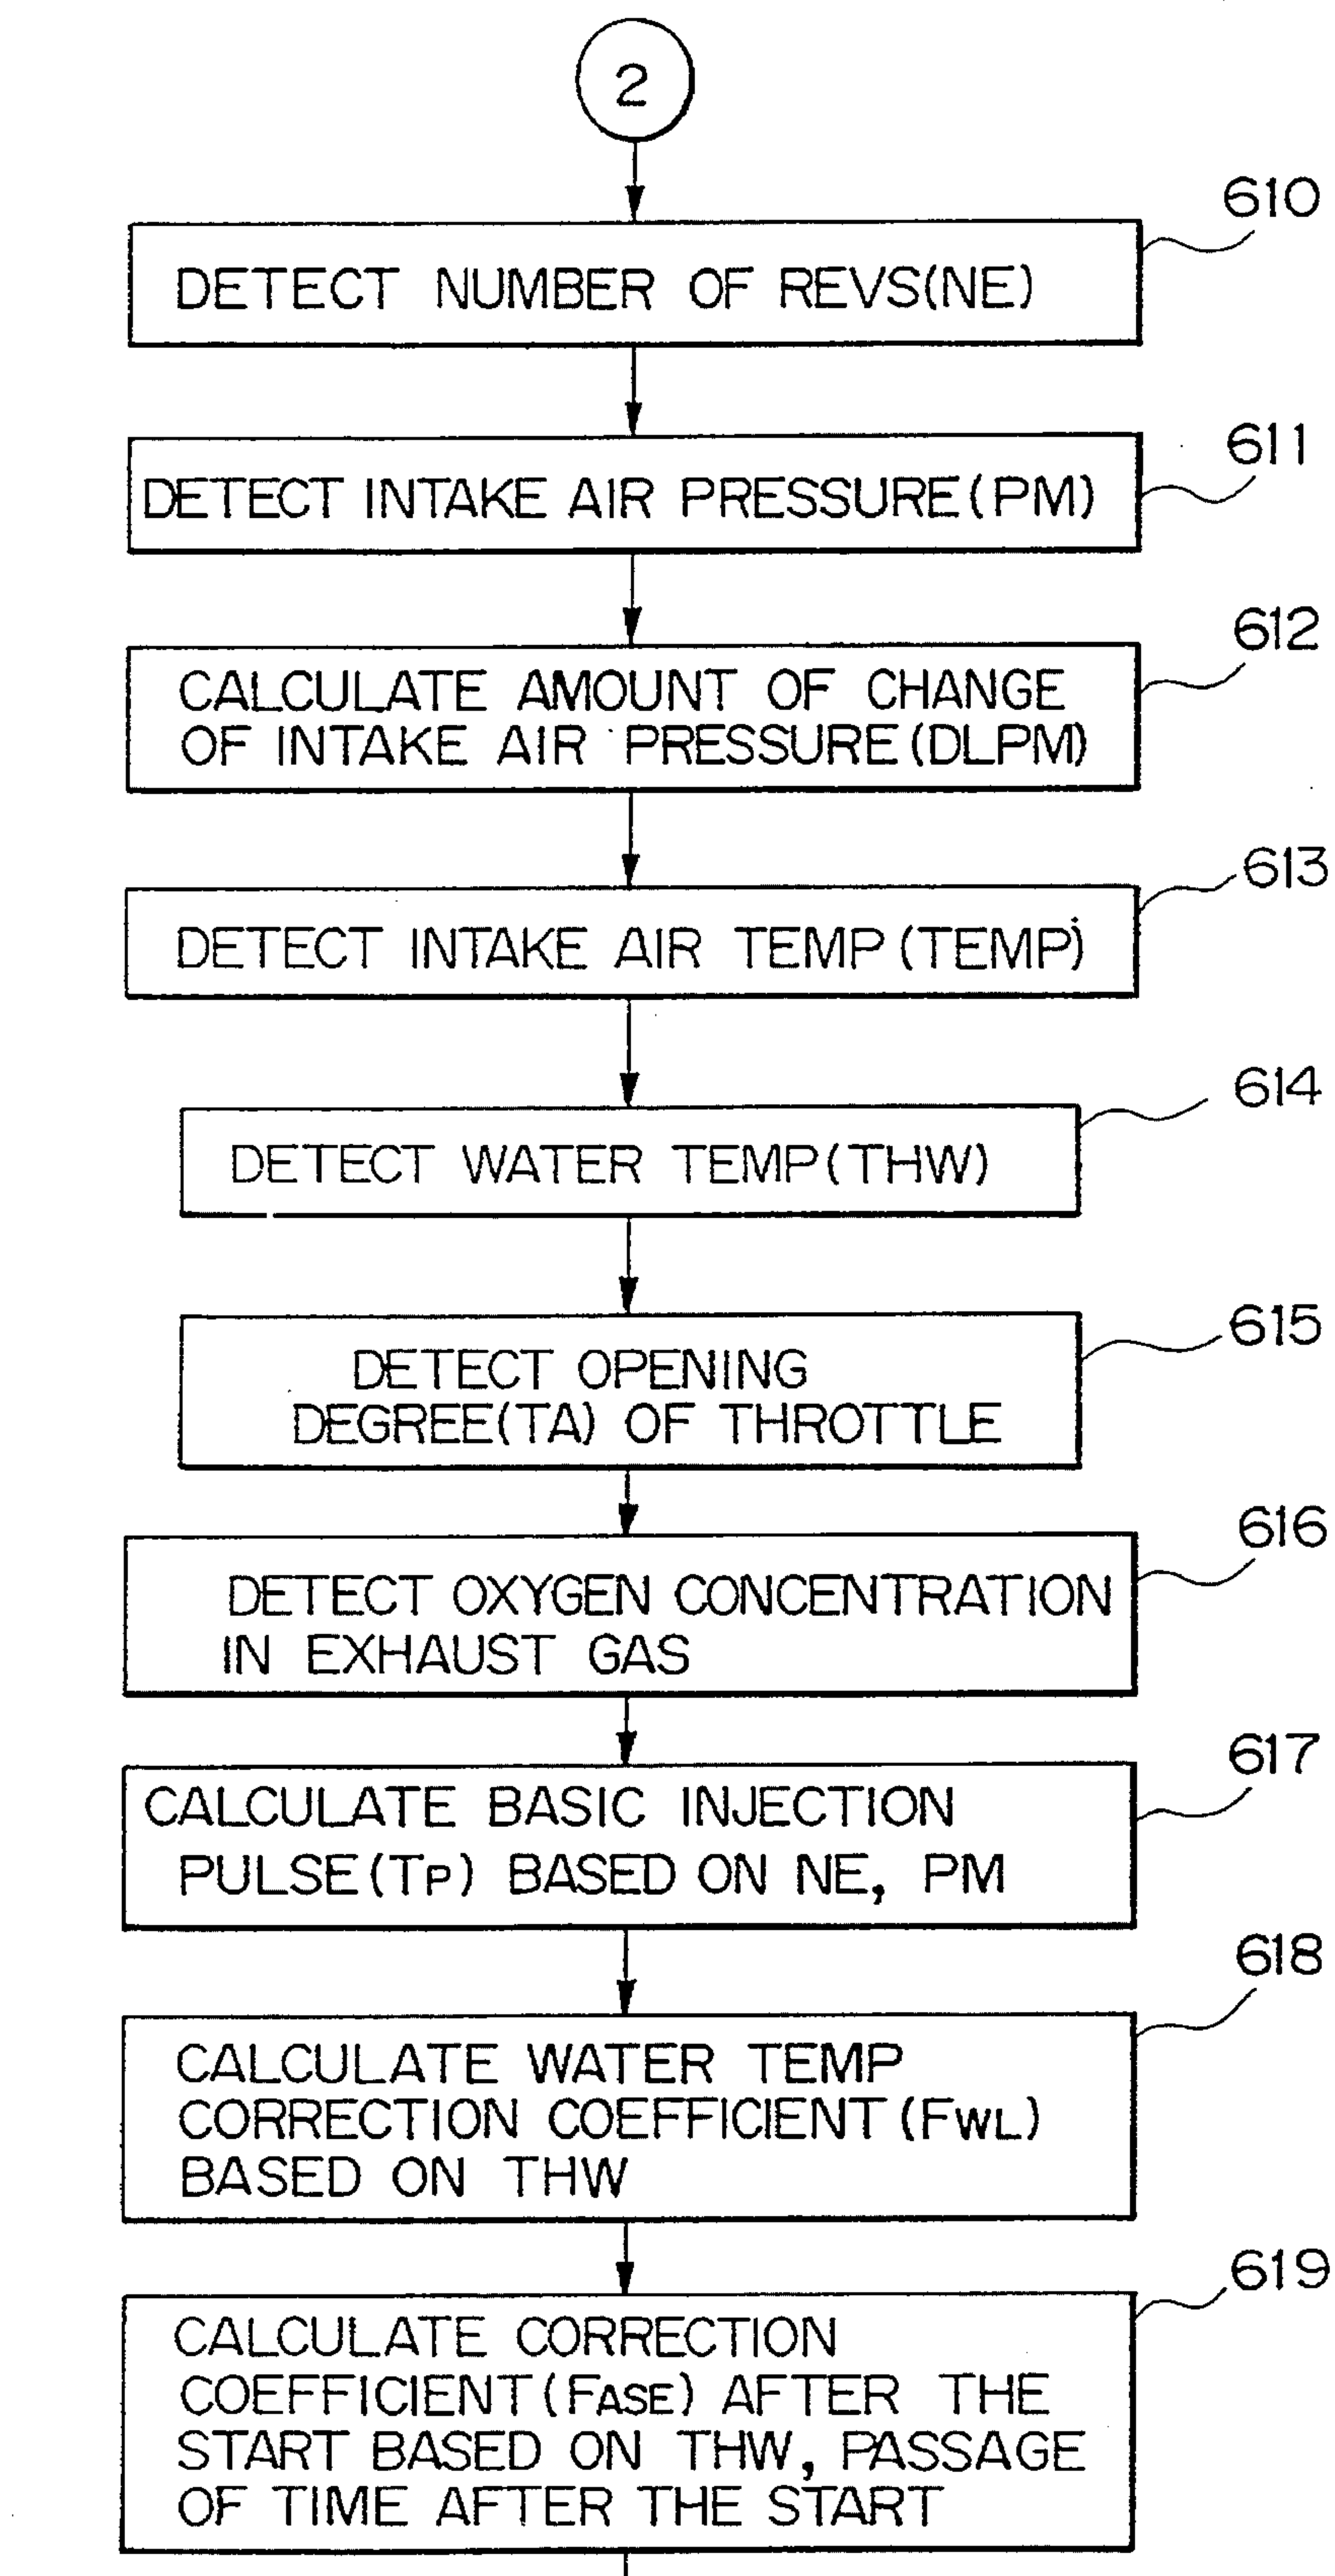 2
610
DETECT NUMBER OF REVS(NE)
611
DETECT INTAKE AIR PRESSURE(PM)
612
CALCULATE AMOUNT OF CHANGE
OF INTAKE AIR PRESSURE(DLPM)
613
DETECT INTAKE AIR TEMP(TEMP)
614
DETECT WATER TEMP(THW)
615
DETECT OPENING
DEGREE(TA) OF THROTTLE
616
DETECT OXYGEN CONCENTRATION
IN EXHAUST GAS
617
CALCULATE BASIC INJECTION
PULSE(TP) BASED ON NE, PM
618
CALCULATE WATER TEMP
CORRECTION COEFFICIENT(FWL)
BASED ON THW
619
CALCULATE CORRECTION
COEFFICIENT(FASE) AFTER THE
START BASED ON THW, PASSAGE
OF TIME AFTER THE START